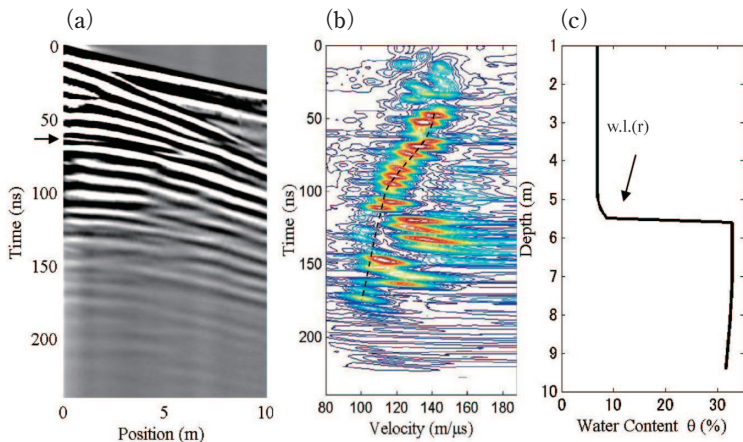 (a)
0
50
100
150
200
Time (ns)
0 5 10
Position (m)
(b)
0
50
100
150
200
Time (ns)
80 100 120 140 160 180
Velocity (m/μs)
(c)
1
2
3
4
5
6
7
8
9
10
Depth (m)
w.l.(r)
0 10 20 30
Water Content θ (%)